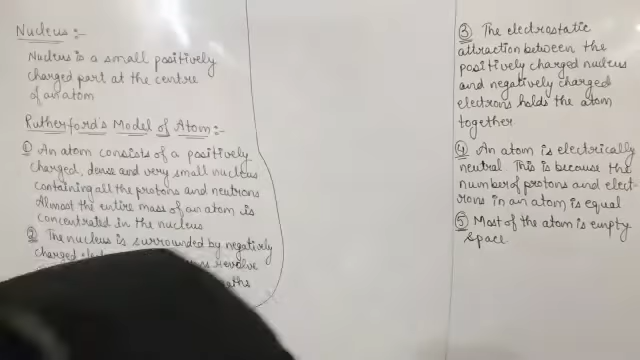 Nucleus :-
Nucleus is a small positively
charged part at the centre
of an atom
Rutherford's Model of Atom :-
① An atom consists of a positively
charged, dense and very small nucleus
containing all the protons and neutrons
Almost the entire mass of an atom is
concentrated in the nucleus
② The nucleus is surrounded by negatively
charged
revolve
③ The electrostatic
attraction between the
positively charged nucleus
and negatively charged
electrons holds the atom
together
④ An atom is electrically
neutral This is because the
number of protons and elect-
rons in an atom is equal
⑤ Most of the atom is empty
space